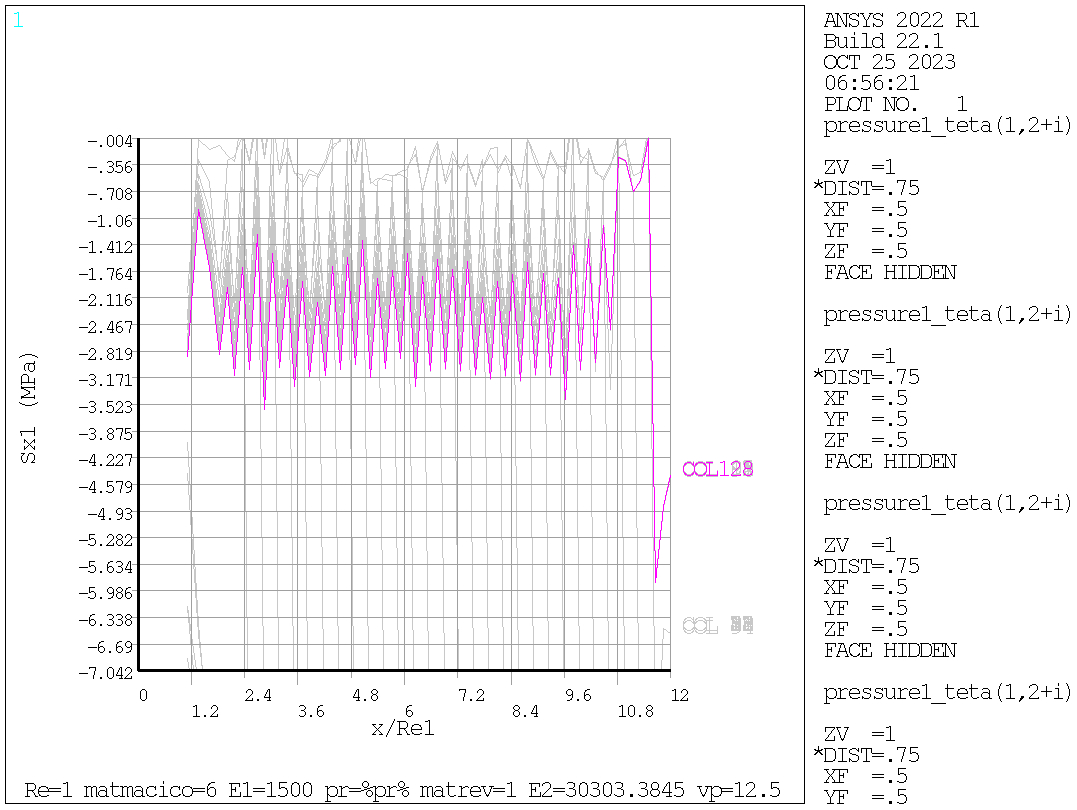 1
ANSYS 2022 R1
Build 22.1
OCT 25 2023
06:56:21
PLOT NO. 1
pressure1_teta(1,2+i)
ZV =1
*DIST=.75
XF =.5
YF =.5
ZF =.5
FACE HIDDEN
pressure1_teta(1,2+i)
ZV =1
*DIST=.75
XF =.5
YF =.5
ZF =.5
FACE HIDDEN
pressure1_teta(1,2+i)
ZV =1
*DIST=.75
XF =.5
YF =.5
ZF =.5
FACE HIDDEN
pressure1_teta(1,2+i)
ZV =1
*DIST=.75
XF =.5
YF =.5
Sx1 (MPa)
-.004
-.356
-.708
-1.06
-1.412
-1.764
-2.116
-2.467
-2.819
-3.171
-3.523
-3.875
-4.227
-4.579
-4.93
-5.282
-5.634
-5.986
-6.338
-6.69
-7.042
COL
COL
0
2.4
4.8
7.2
9.6
12
1.2
3.6
6
8.4
10.8
x/Re1
Re=1 matmacico=6 E1=1500 pr=%pr% matrev=1 E2=30303.3845 vp=12.5